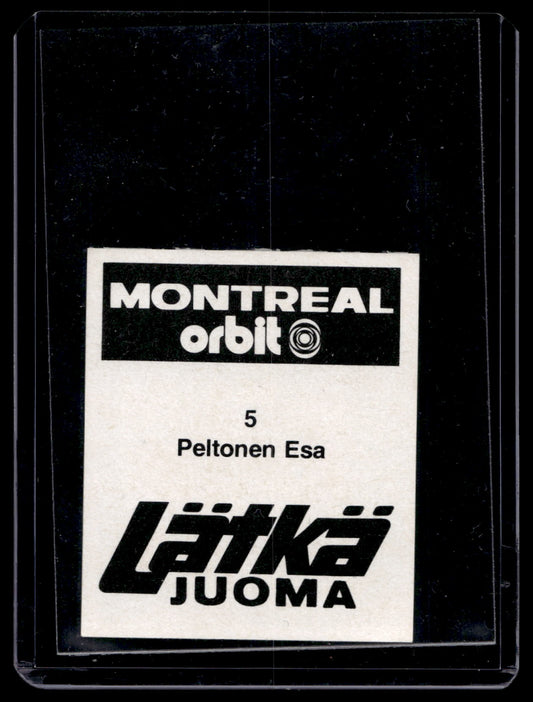 MONTREAL
orbit
5
Peltonen Esa
Lätkä
JUOMA